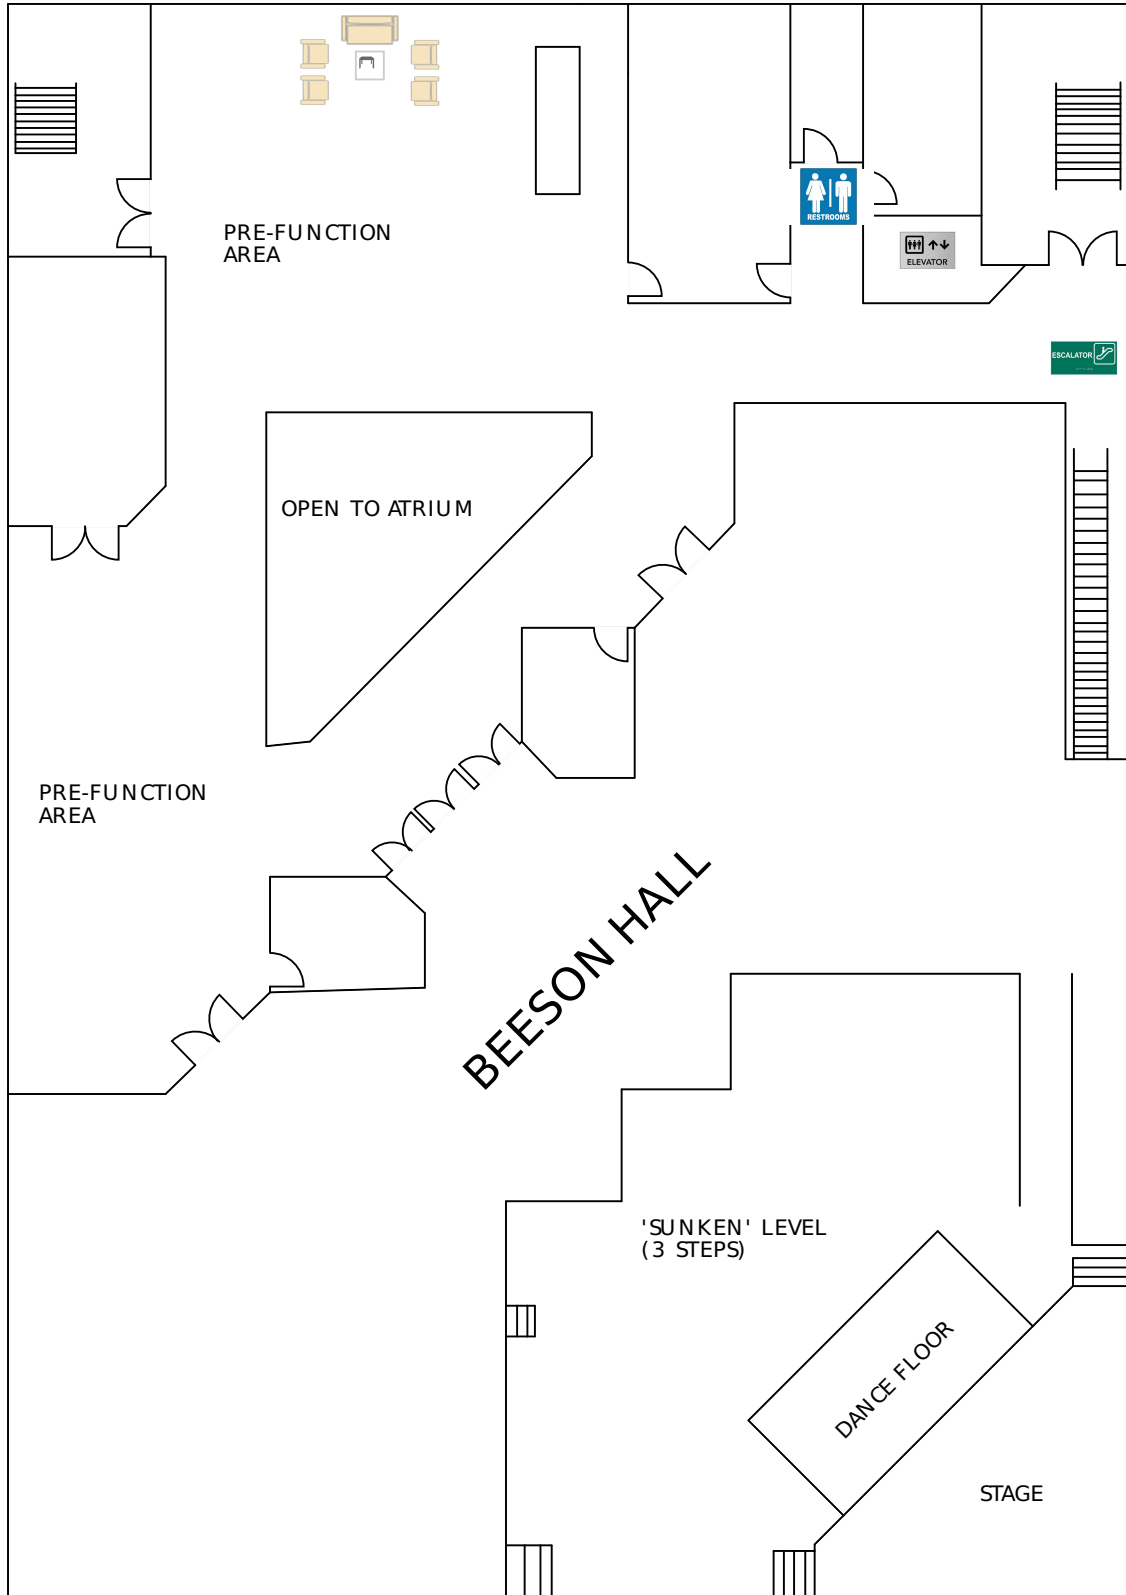 PRE-FUNCTION
AREA
RESTROOMS
ELEVATOR
ESCALATOR
OPEN TO ATRIUM
PRE-FUNCTION
AREA
BEESON HALL
'SUNKEN' LEVEL
(3 STEPS)
DANCE FLOOR
STAGE